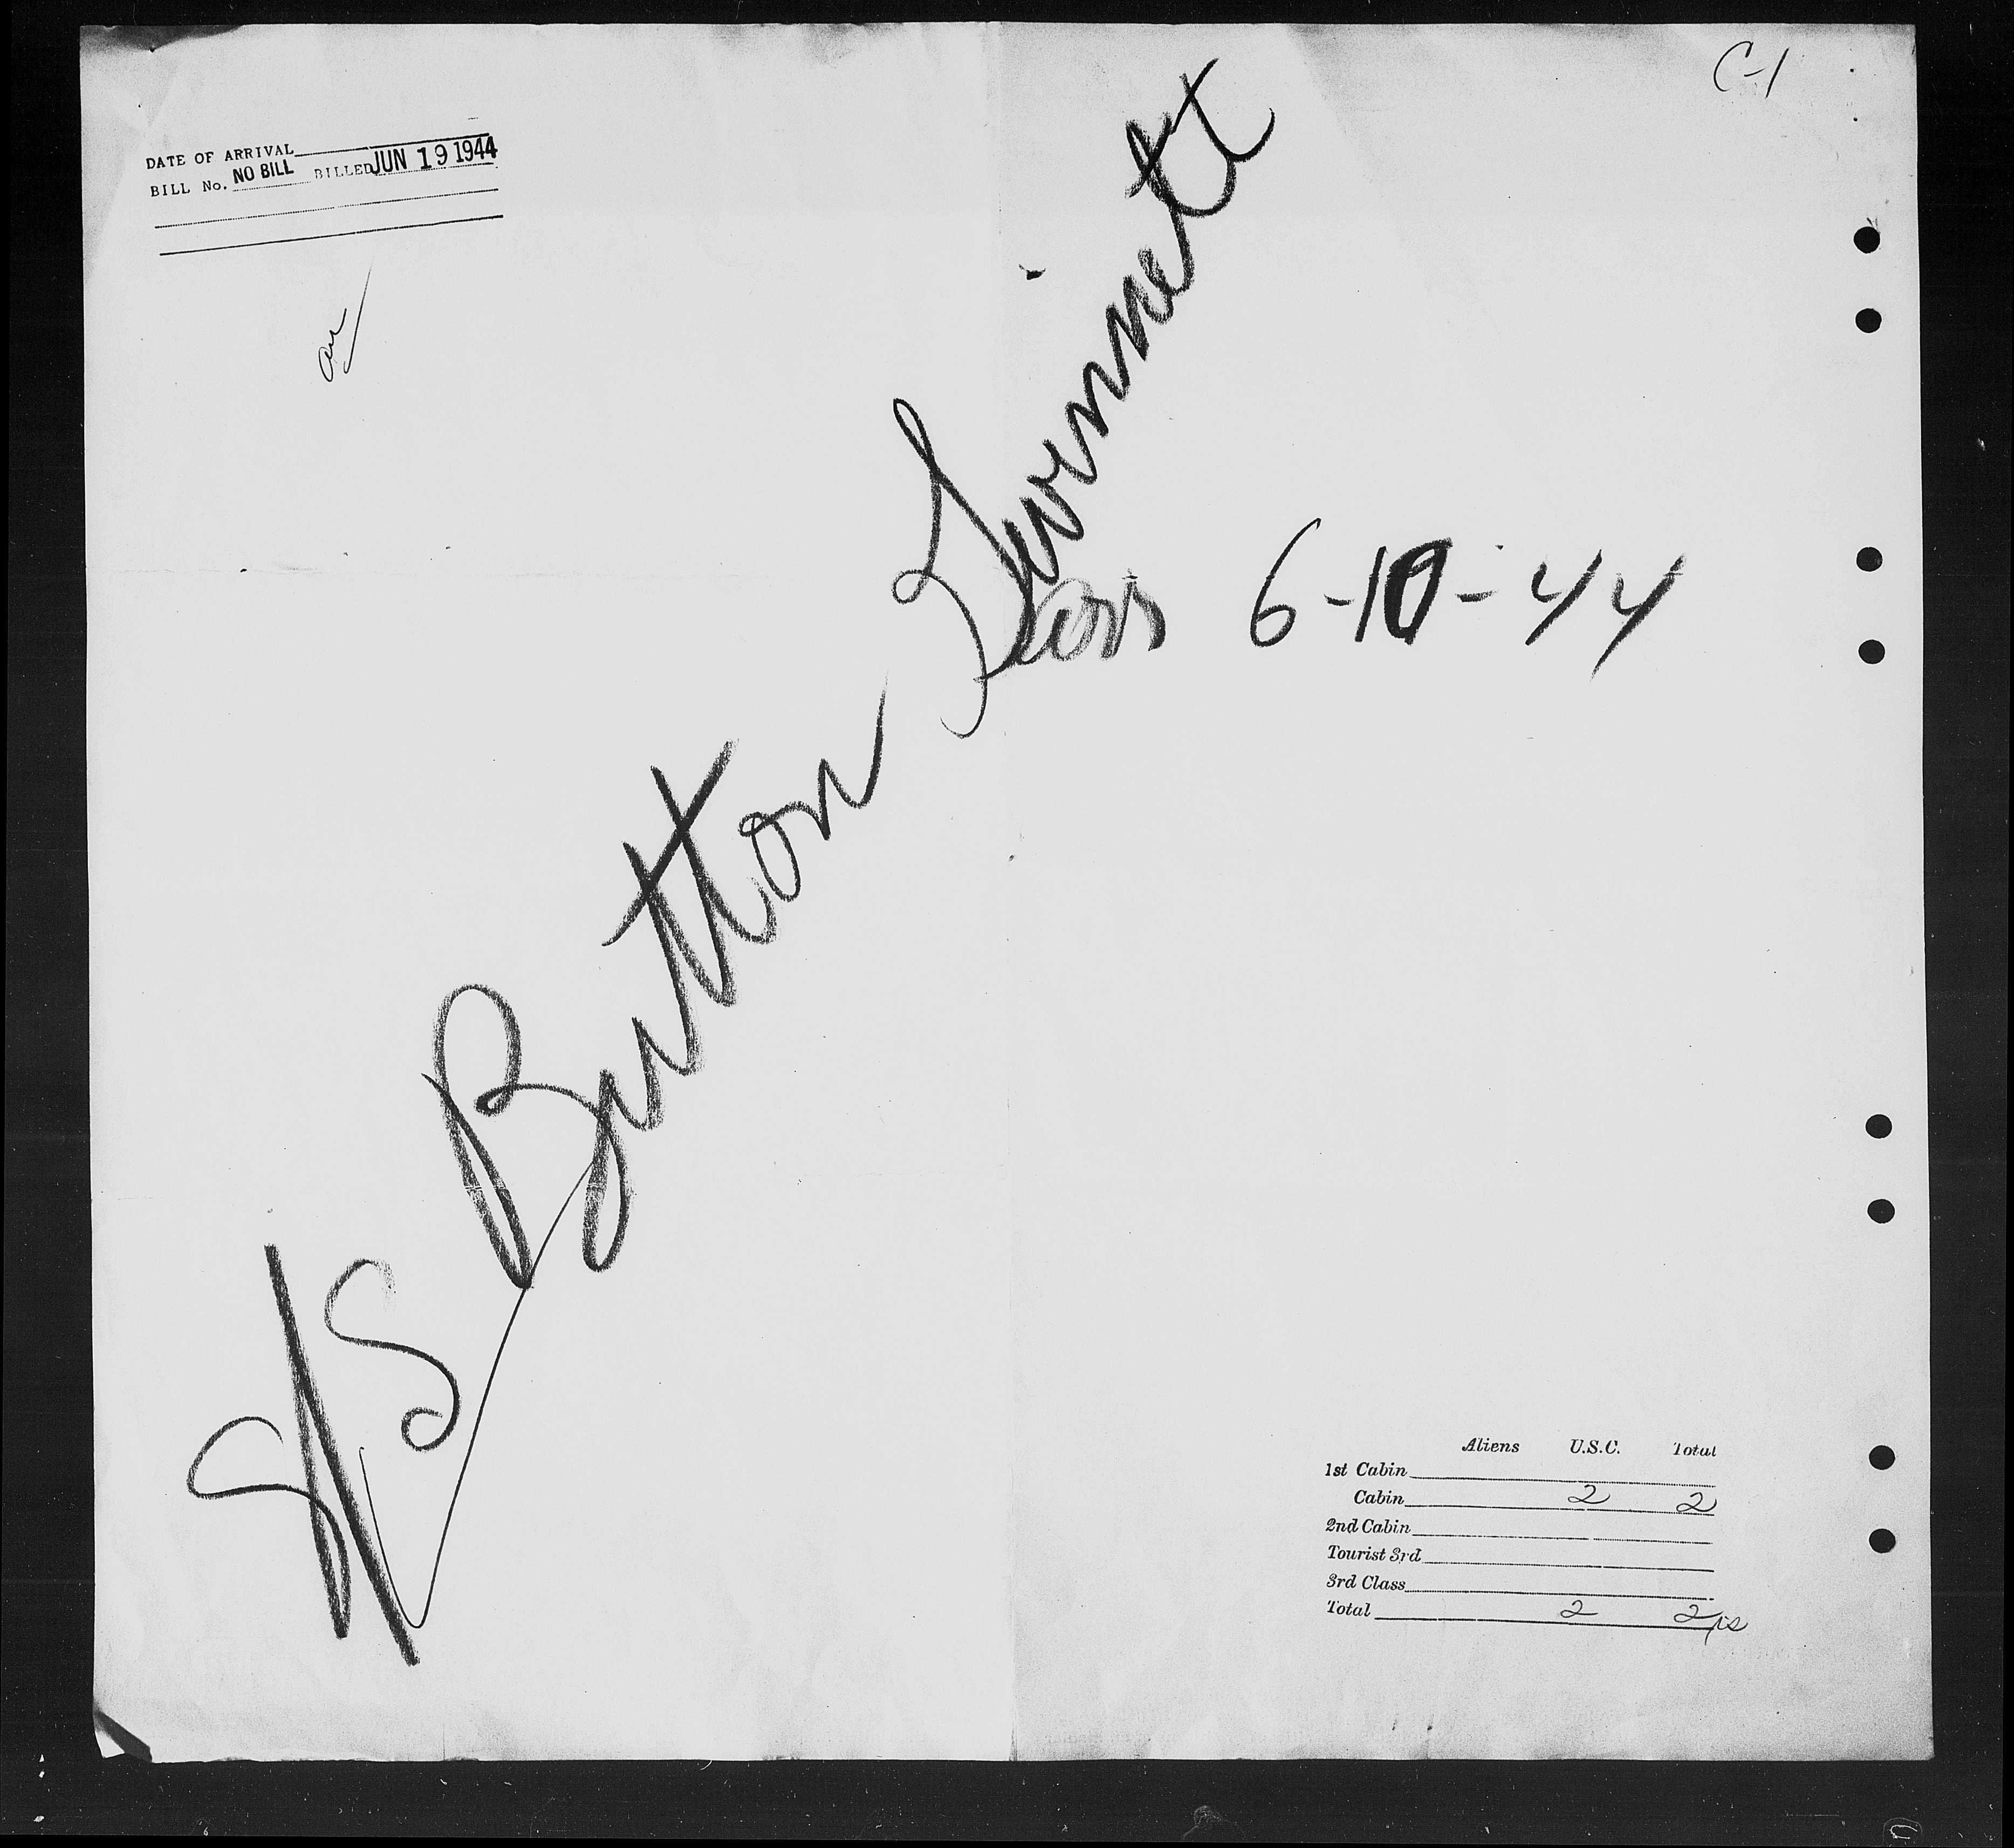 C-1
DATE OF ARRIVAL
BILL No. NO BILL BILLED JUN 19 1944
S/S Button Gwinnett
arr 6-10-44
Aliens U.S.C. Total
1st Cabin
Cabin 2 2
2nd Cabin
Tourist 3rd
3rd Class
Total 2 2